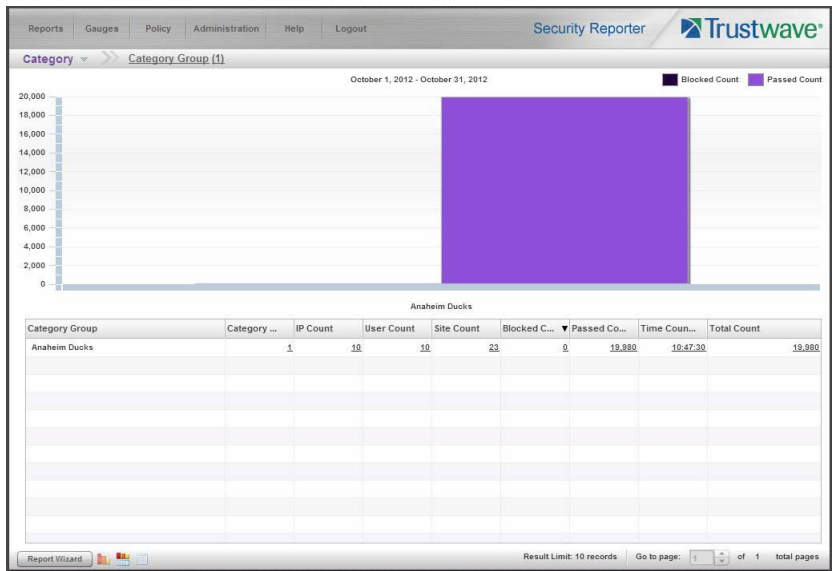 Reports Gauges Policy Administration Help Logout Security Reporter Trustwave®
Category Category Group (1)
October 1, 2012 - October 31, 2012 Blocked Count Passed Count
20,000
18,000
16,000
14,000
12,000
10,000
8,000
6,000
4,000
2,000
0
Anaheim Ducks
Category Group Category ... IP Count User Count Site Count Blocked C... ▼ Passed Co... Time Coun... Total Count
Anaheim Ducks 1 10 10 23 0 19,980 10:47:30 19,980
Report Wizard Result Limit: 10 records Go to page: 1 of 1 total pages